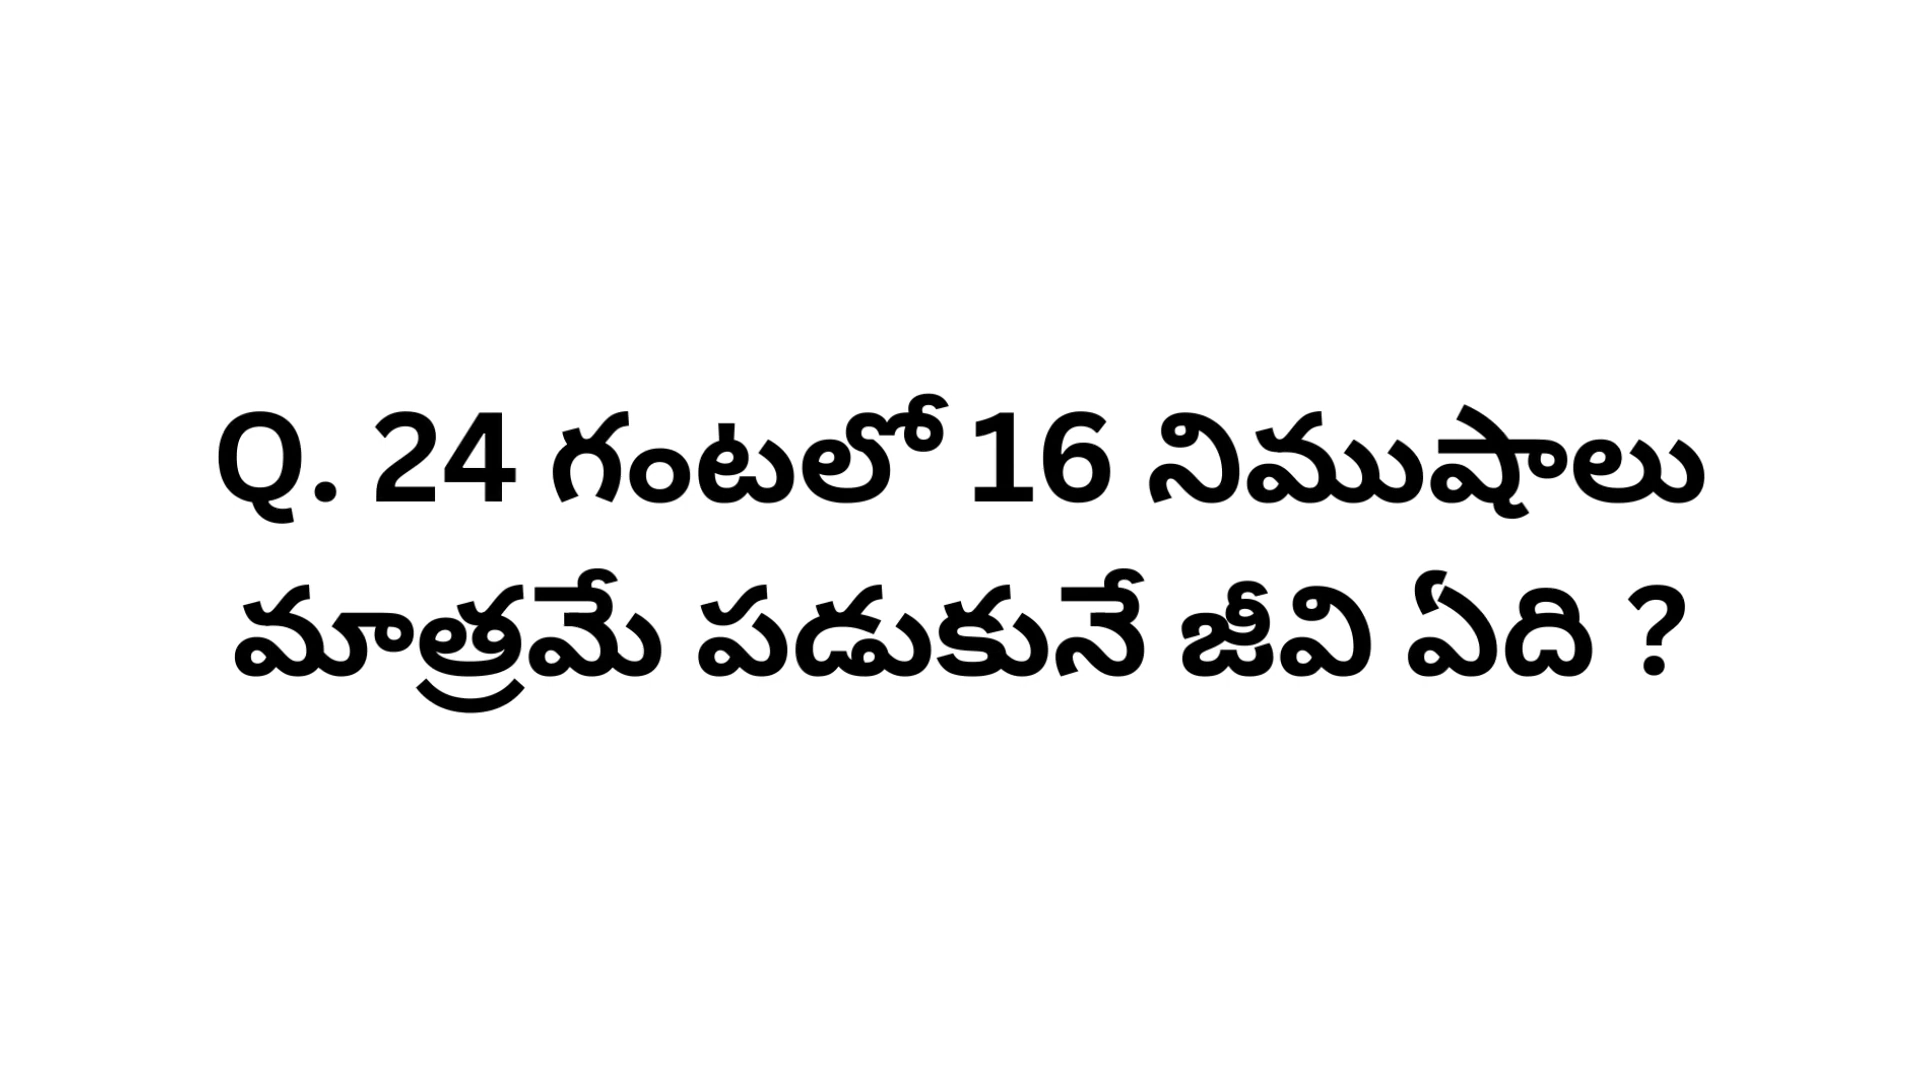 Q. 24 గంటలో 16 నిముషాలు
మాత్రమే పడుకునే జీవి ఏది ?